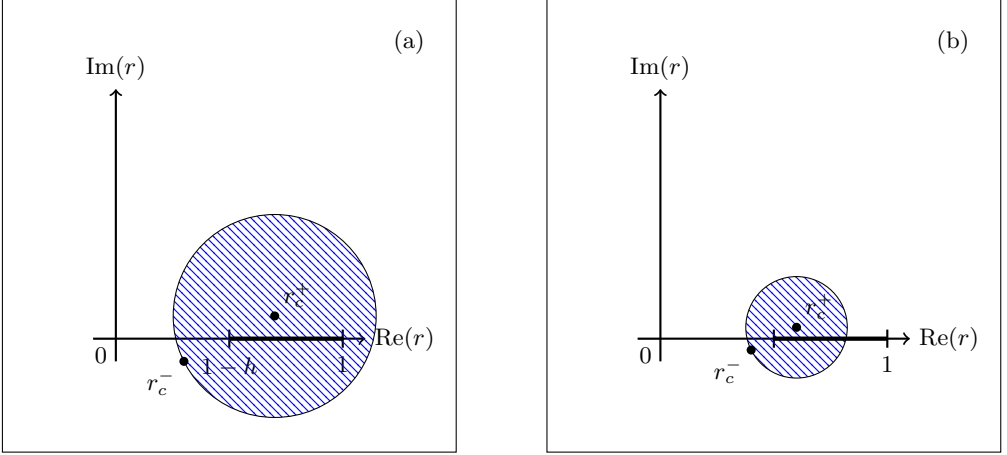 (a)
Im(r)
r_c^+
Re(r)
0
1 − h
1
r_c^-
(b)
Im(r)
r_c^+
Re(r)
0
1
r_c^-